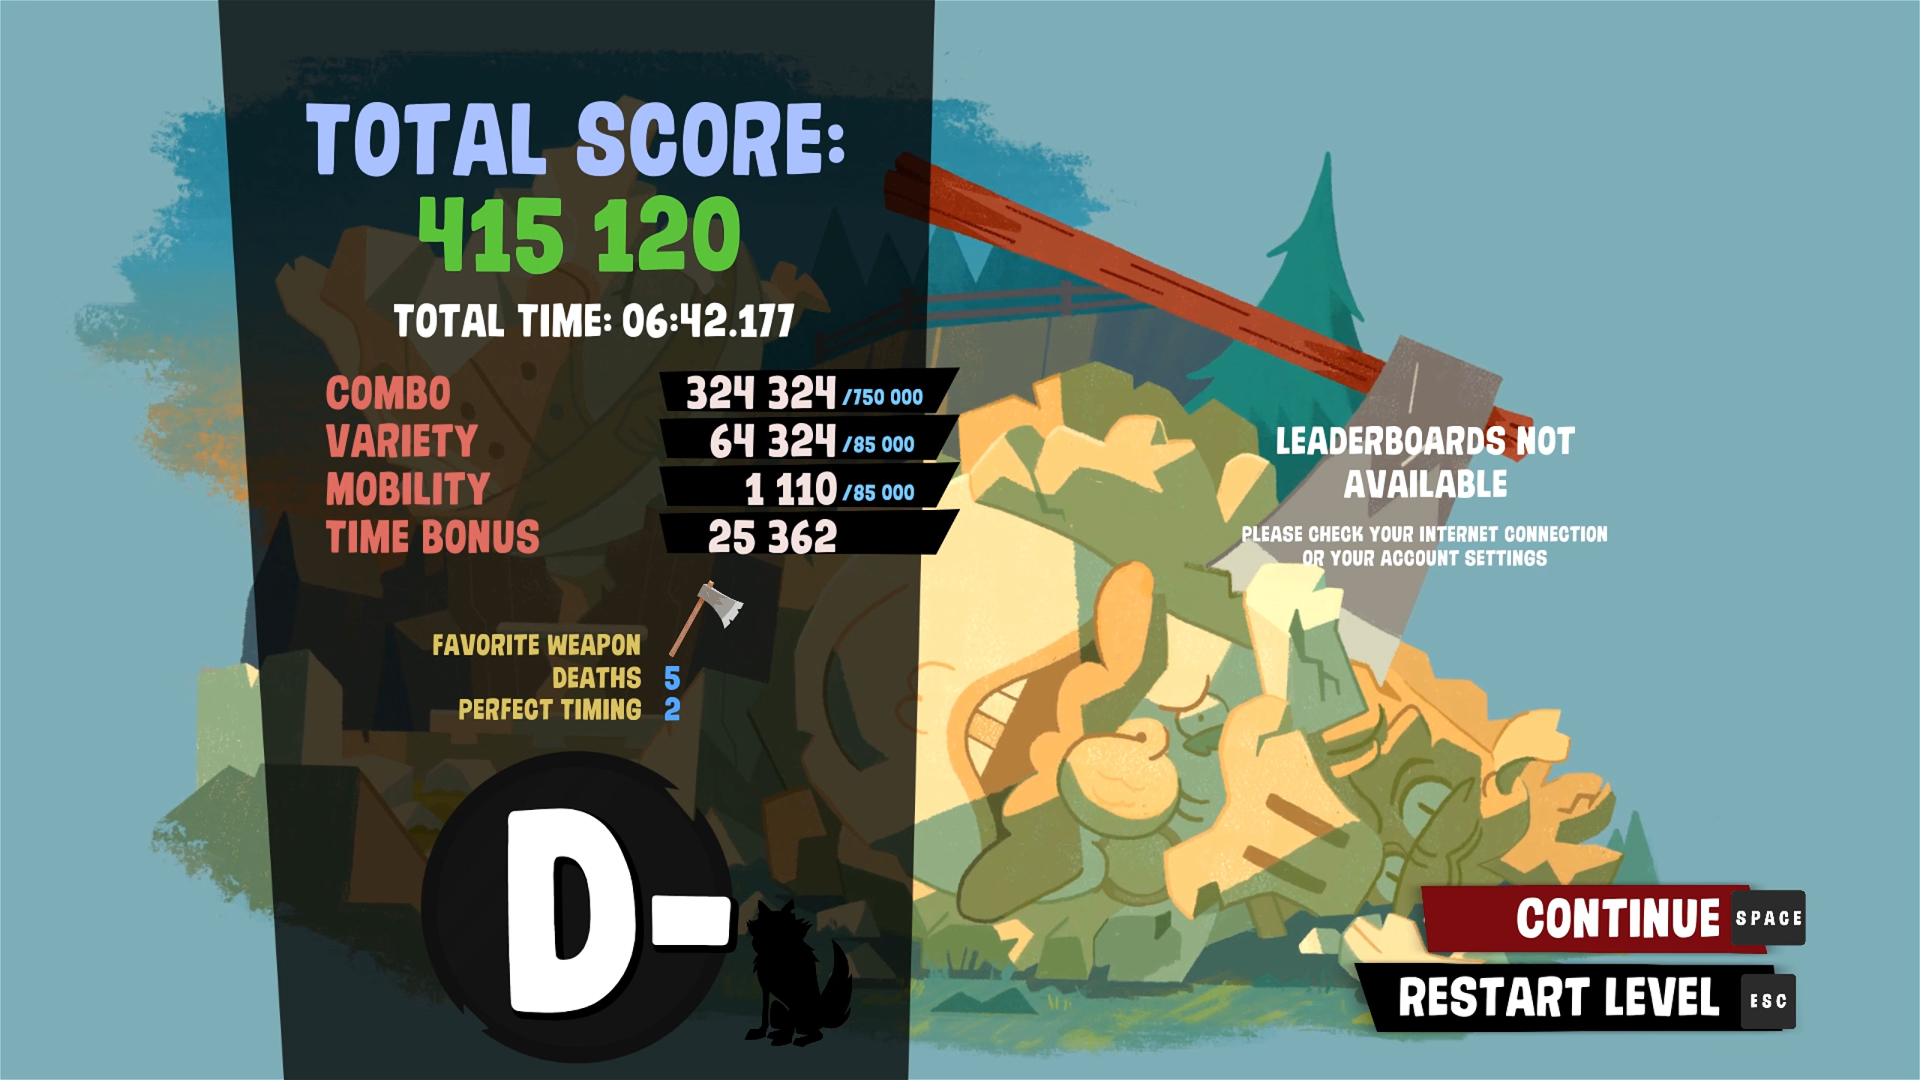 TOTAL SCORE:
415 120
TOTAL TIME: 06:42.177
COMBO 324 324 /750 000
VARIETY 64 324 /85 000
MOBILITY 1 110 /85 000
TIME BONUS 25 362
FAVORITE WEAPON
DEATHS 5
PERFECT TIMING 2
D-
LEADERBOARDS NOT
AVAILABLE
PLEASE CHECK YOUR INTERNET CONNECTION
OR YOUR ACCOUNT SETTINGS
CONTINUE SPACE
RESTART LEVEL ESC